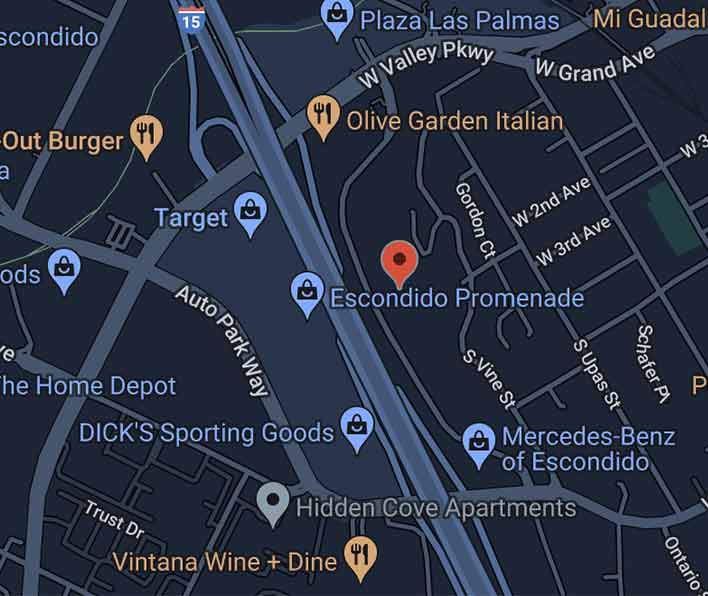 15
Plaza Las Palmas
Mi Guadal
scondido
W Valley Pkwy
W Grand Ave
-Out Burger
Olive Garden Italian
W 3
a
Target
Gordon Ct
W 2nd Ave
W 3rd Ave
ods
Escondido Promenade
Auto Park Way
ve
S Vine St
S Upas St
Schafer Pl
he Home Depot
P
DICK'S Sporting Goods
Mercedes-Benz
of Escondido
Hidden Cove Apartments
Trust Dr
Vintana Wine + Dine
Ontario